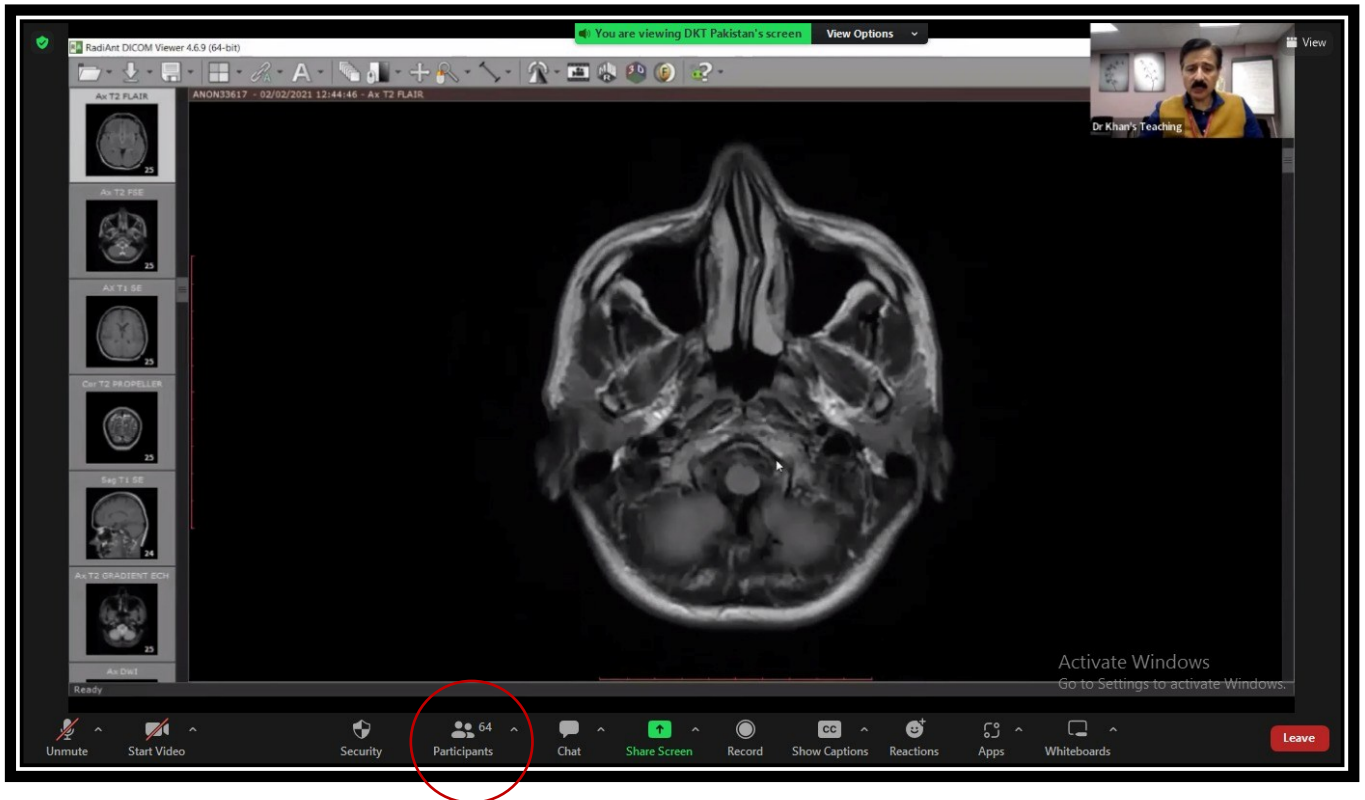 You are viewing DKT Pakistan's screen
View Options
View
RadiAnt DICOM Viewer 4.6.9 (64-bit)
A
ANON33617 - 02/02/2021 12:44:46 - Ax T2 FLAIR
Dr Khan's Teaching
Ax T2 FLAIR
25
Ax T2 FSE
25
AX T1 SE
25
Cor T2 PROPELLER
25
Sag T1 SE
24
Ax T2 GRADIENT ECH
25
Ax DWI
Ready
Activate Windows
Go to Settings to activate Windows.
Unmute
Start Video
Security
64
Participants
Chat
Share Screen
Record
CC
Show Captions
Reactions
Apps
Whiteboards
Leave